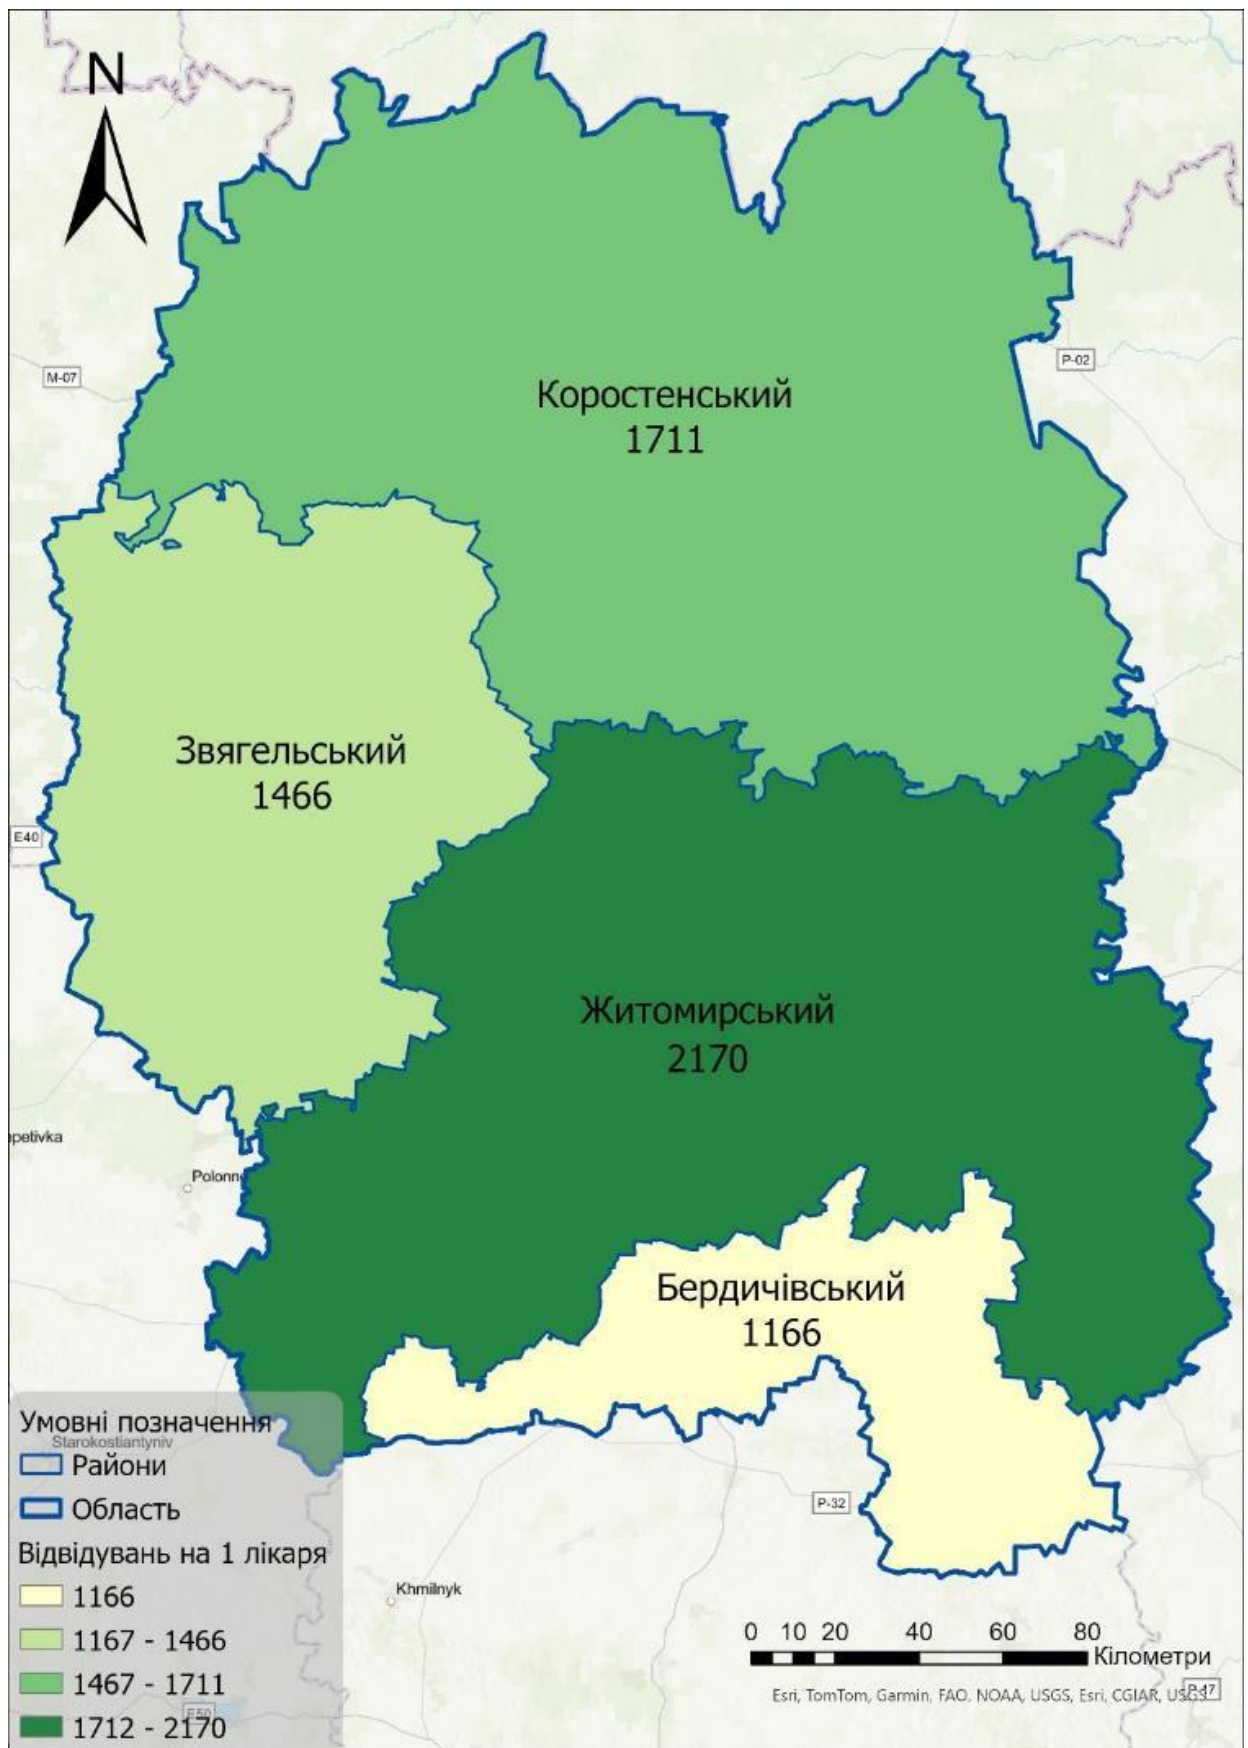 N
M-07
P-02
Коростенський
1711
Звягельський
1466
E40
Житомирський
2170
Polonn
Бердичівський
1166
Умовні позначення
Starokostiantyniv
Райони
Область
P-32
Відвідувань на 1 лікаря
1166
Khmilnyk
1167 - 1466
0 10 20 40 60 80
Кілометри
1467 - 1711
Esri, TomTom, Garmin, FAO, NOAA, USGS, Esri, CGIAR, USGS
P-17
E50
1712 - 2170